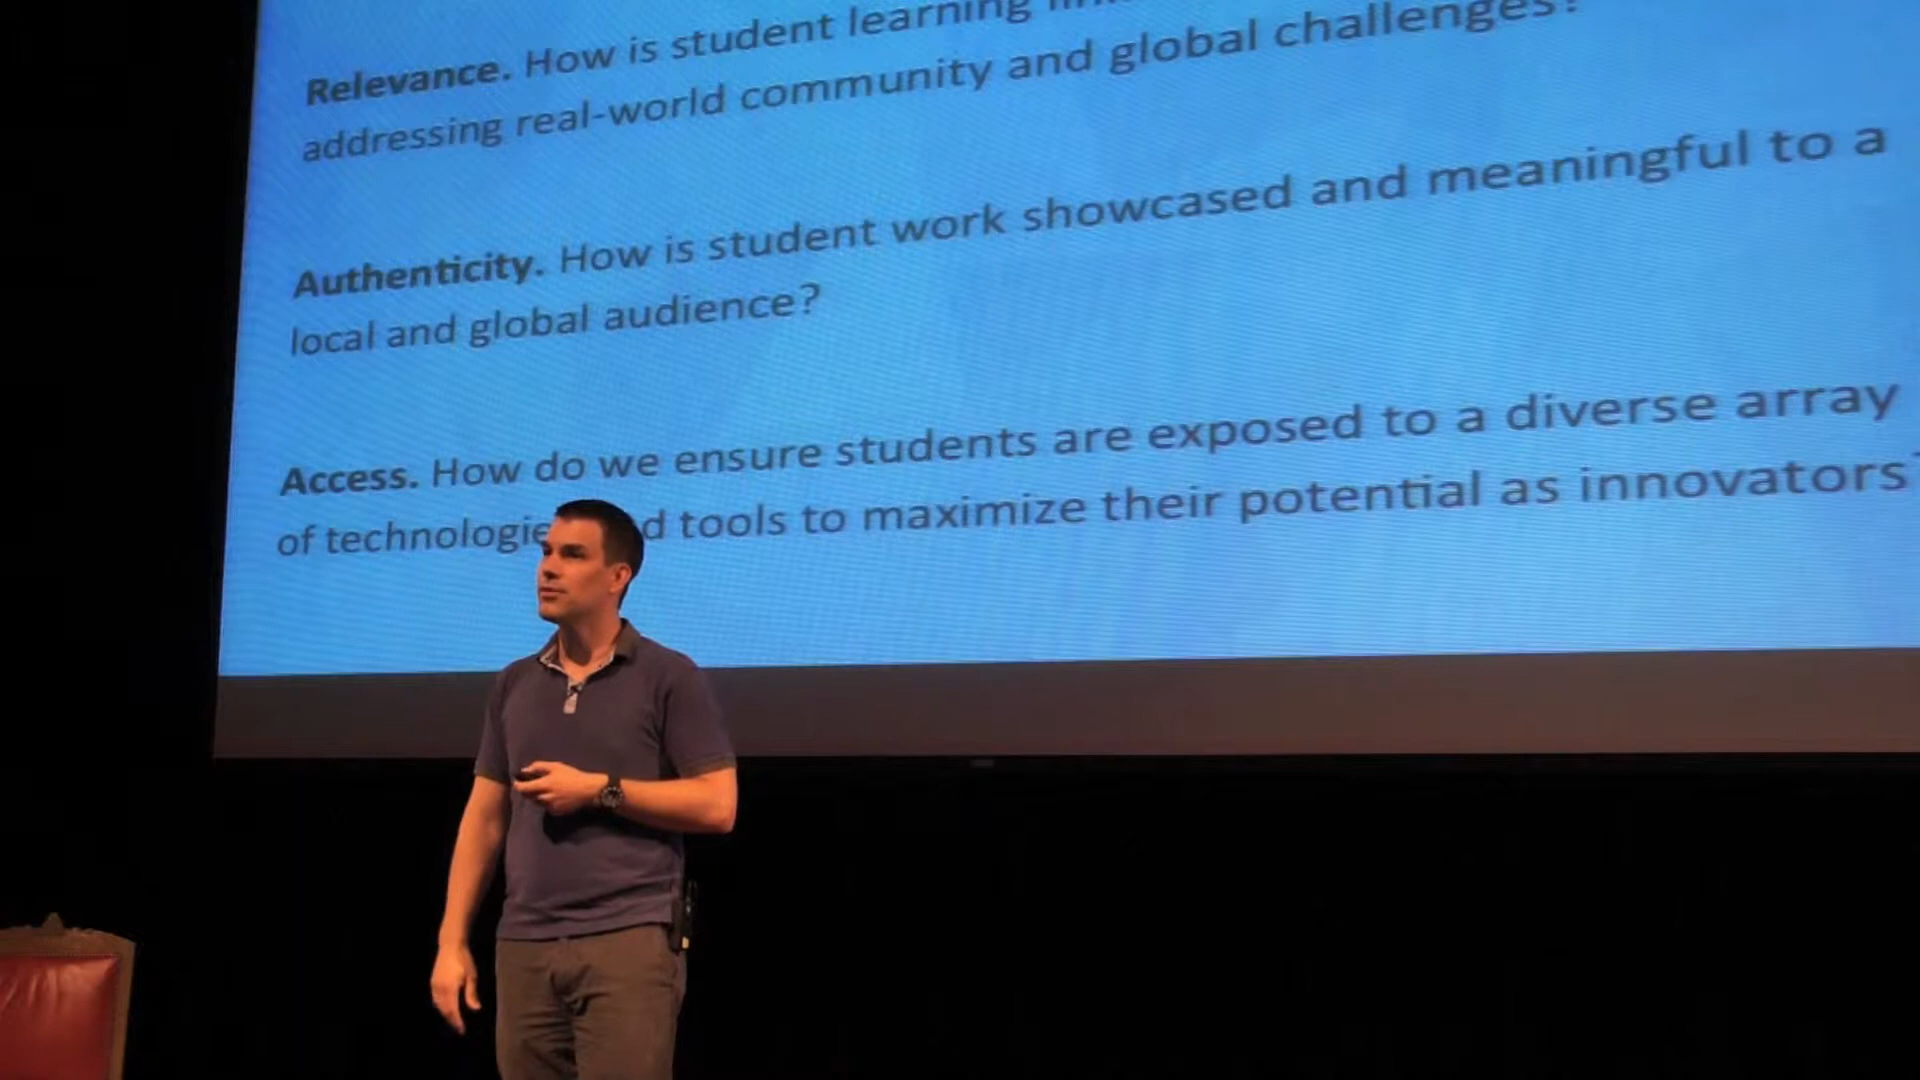 Relevance. How is student learning
addressing real-world community and global challenges?
Authenticity. How is student work showcased and meaningful to a
local and global audience?
Access. How do we ensure students are exposed to a diverse array
of technologie d tools to maximize their potential as innovators?